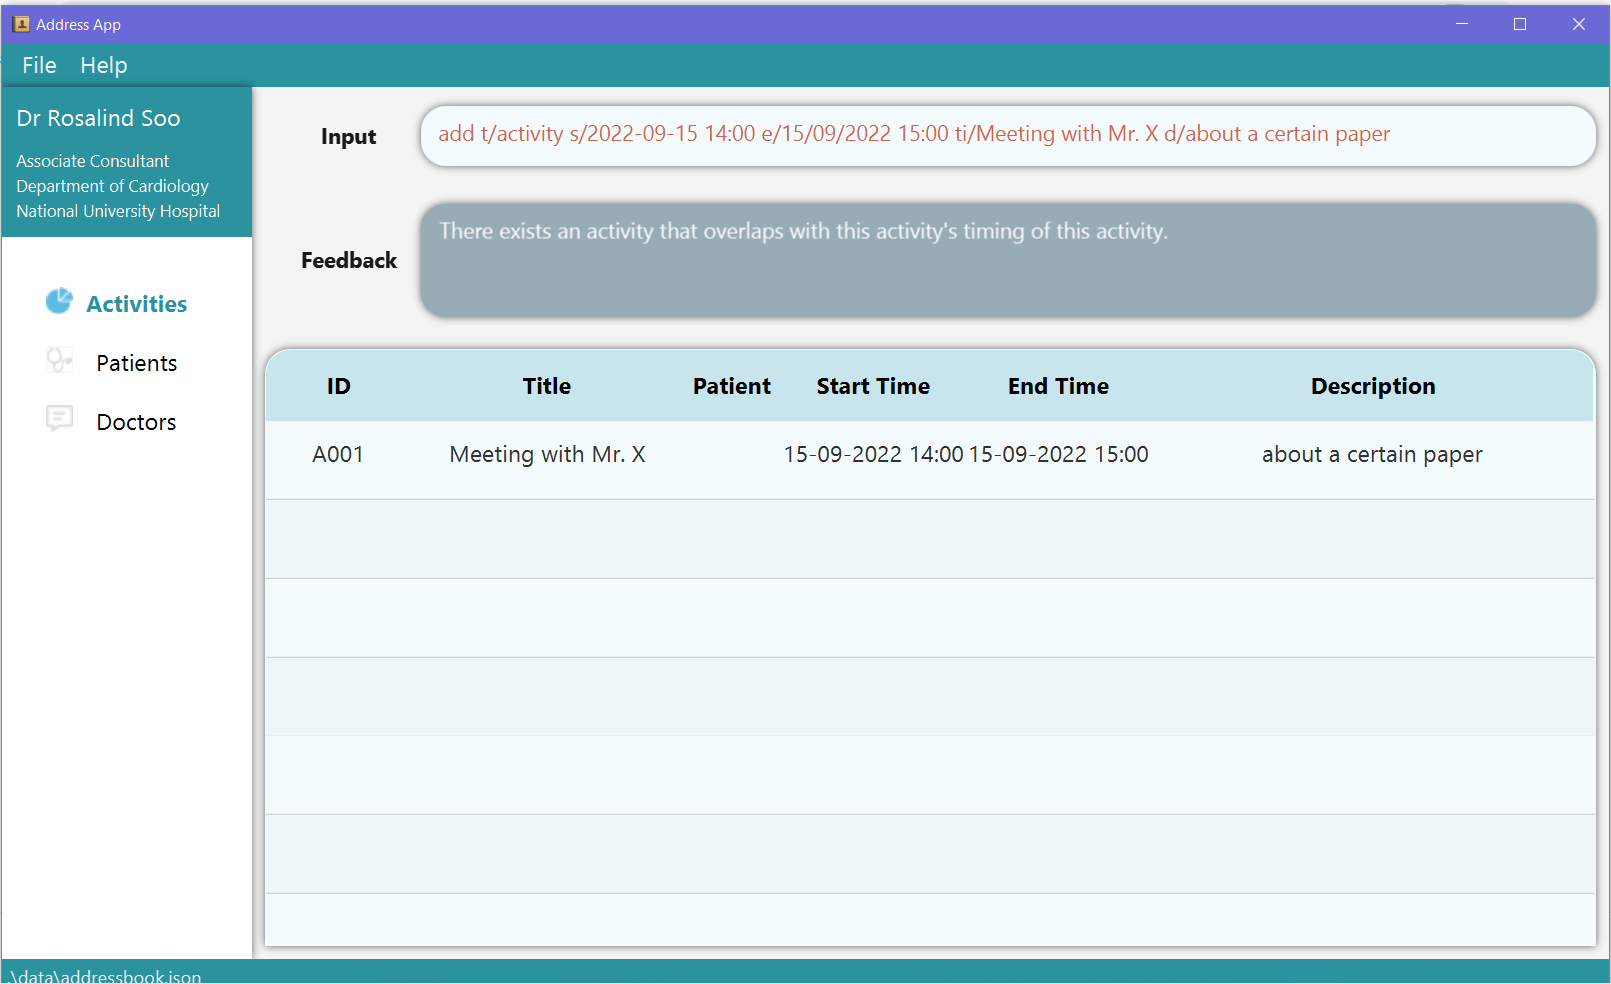 Address App
File Help
Dr Rosalind Soo
Associate Consultant
Department of Cardiology
National University Hospital
Activities
Patients
Doctors
Input
add t/activity s/2022-09-15 14:00 e/15/09/2022 15:00 ti/Meeting with Mr. X d/about a certain paper
Feedback
There exists an activity that overlaps with this activity's timing of this activity.
ID Title Patient Start Time End Time Description
A001 Meeting with Mr. X 15-09-2022 14:00 15-09-2022 15:00 about a certain paper
.\data\addressbook.json